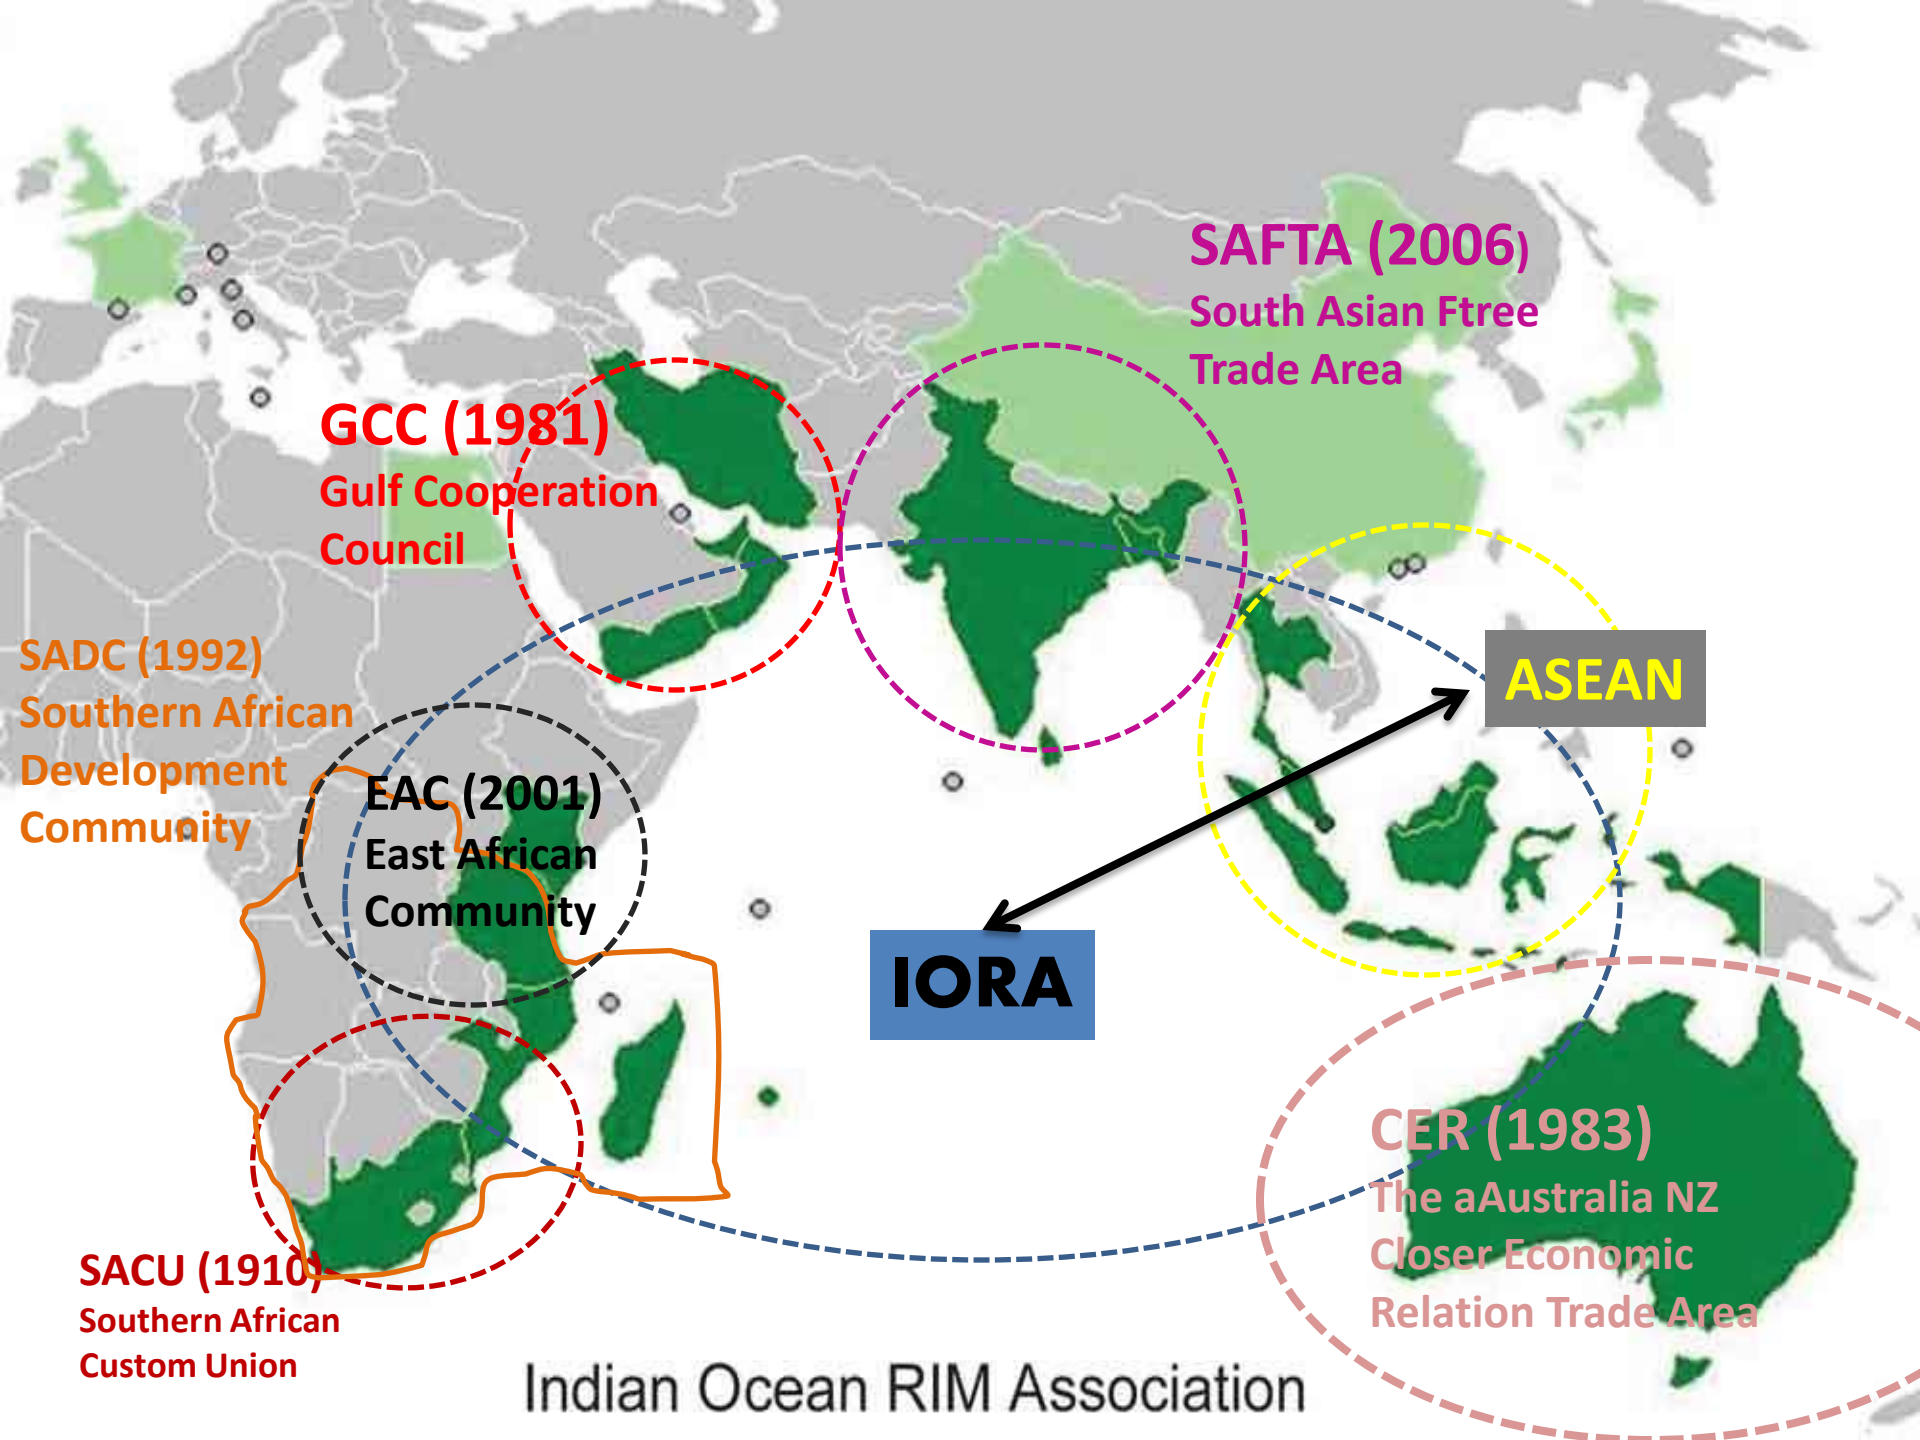 SAFTA (2006)
South Asian Ftree
Trade Area
GCC (1981)
Gulf Cooperation
Council
SADC (1992)
Southern African
Development
Community
ASEAN
EAC (2001)
East African
Community
IORA
CER (1983)
The aAustralia NZ
Closer Economic
Relation Trade Area
SACU (1910)
Southern African
Custom Union
Indian Ocean RIM Association